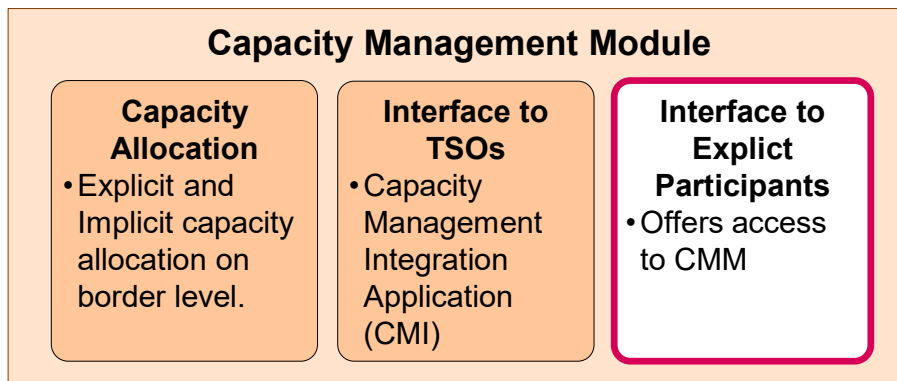 Capacity Management Module
Capacity
Allocation
• Explicit and
Implicit capacity
allocation on
border level.
Interface to
TSOs
• Capacity
Management
Integration
Application
(CMI)
Interface to
Explict
Participants
• Offers access
to CMM